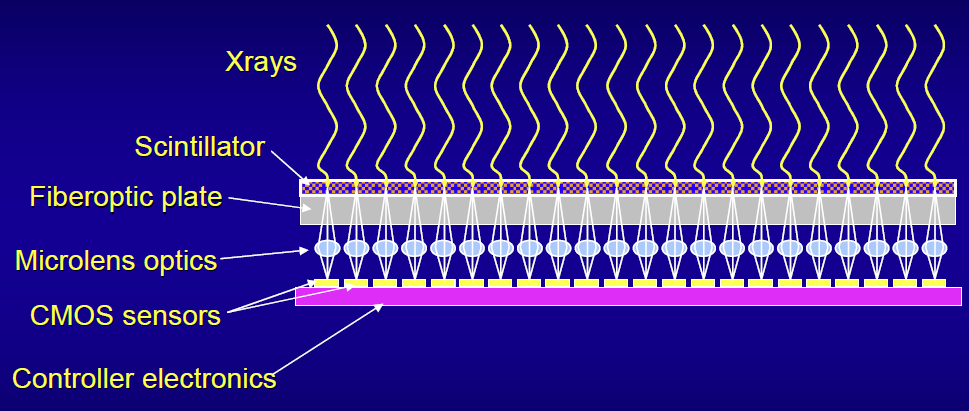 Xrays
Scintillator
Fiberoptic plate
Microlens optics
CMOS sensors
Controller electronics